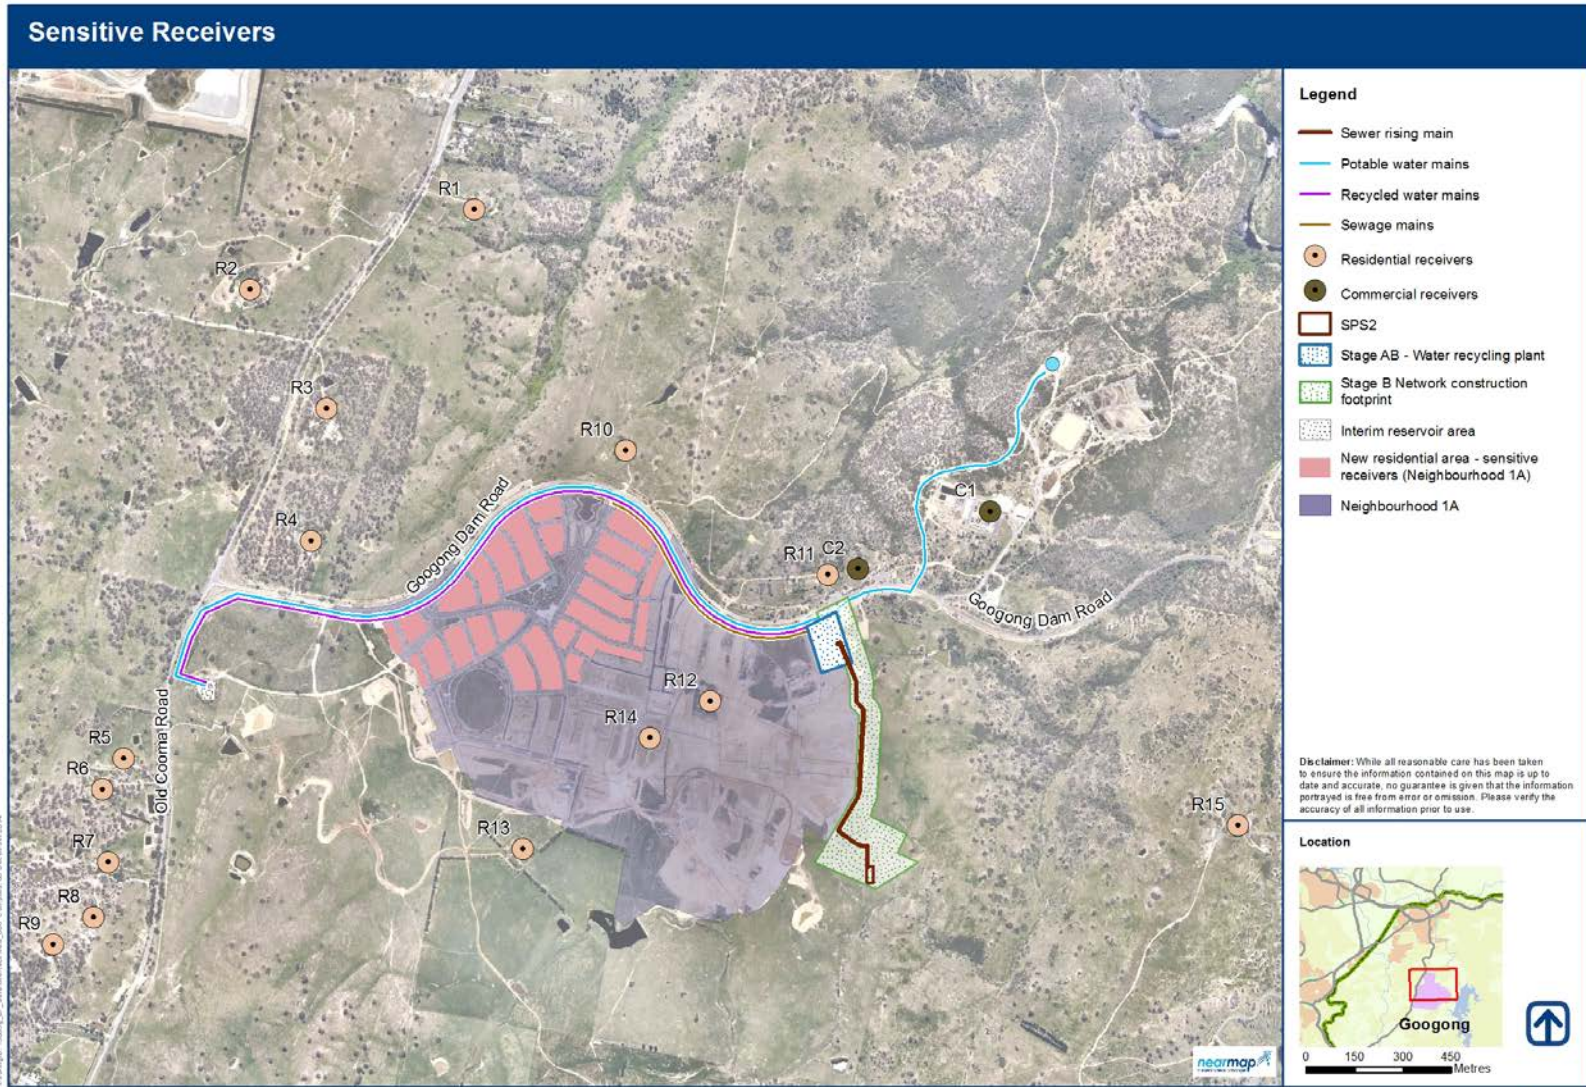 Sensitive Receivers
R1
R2
R3
R10
C1
R4
Googong Dam Road
R11
C2
Googong Dam Road
R12
R14
Old Cooma Road
R5
R6
R15
R13
R7
R8
R9
nearmap
Legend
Sewer rising main
Potable water mains
Recycled water mains
Sewage mains
Residential receivers
Commercial receivers
SPS2
Stage AB - Water recycling plant
Stage B Network construction
footprint
Interim reservoir area
New residential area - sensitive
receivers (Neighbourhood 1A)
Neighbourhood 1A
Disclaimer: While all reasonable care has been taken
to ensure the information contained on this map is up to
date and accurate, no guarantee is given that the information
portrayed is free from error or omission. Please verify the
accuracy of all information prior to use.
Location
Googong
0 150 300 450
Metres